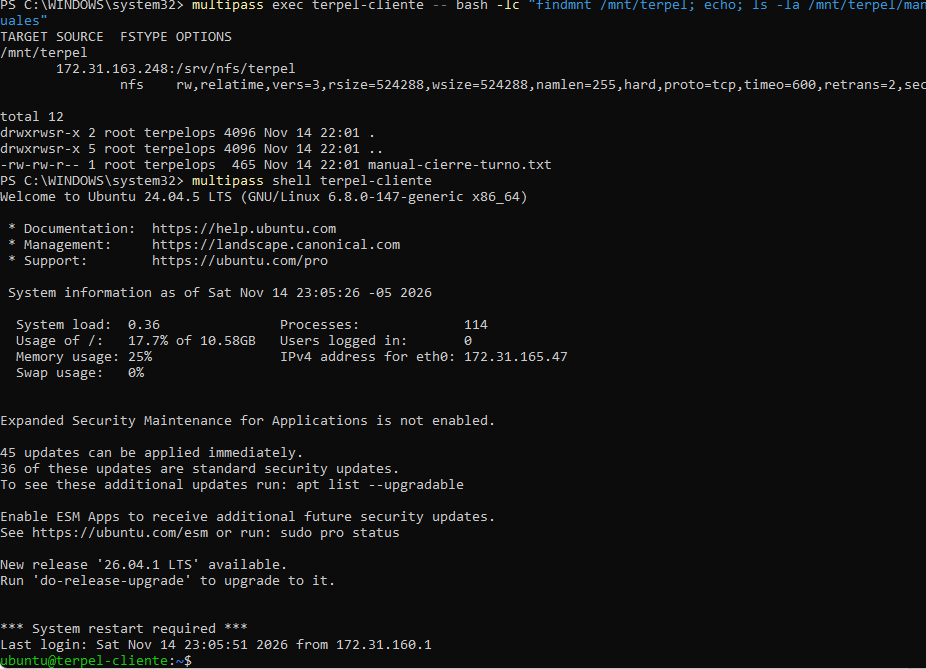 PS C:\WINDOWS\system32> multipass exec terpel-cliente -- bash -lc "findmnt /mnt/terpel; echo; ls -la /mnt/terpel/man
uales"
TARGET SOURCE  FSTYPE OPTIONS
/mnt/terpel
       172.31.163.248:/srv/nfs/terpel
               nfs    rw,relatime,vers=3,rsize=524288,wsize=524288,namlen=255,hard,proto=tcp,timeo=600,retrans=2,sec
total 12
drwxrwsr-x 2 root terpelops 4096 Nov 14 22:01 .
drwxrwsr-x 5 root terpelops 4096 Nov 14 22:01 ..
-rw-rw-r-- 1 root terpelops  465 Nov 14 22:01 manual-cierre-turno.txt
PS C:\WINDOWS\system32> multipass shell terpel-cliente
Welcome to Ubuntu 24.04.5 LTS (GNU/Linux 6.8.0-147-generic x86_64)
 * Documentation:  https://help.ubuntu.com
 * Management:     https://landscape.canonical.com
 * Support:        https://ubuntu.com/pro
 System information as of Sat Nov 14 23:05:26 -05 2026
  System load:  0.36               Processes:             114
  Usage of /:   17.7% of 10.58GB   Users logged in:       0
  Memory usage: 25%                IPv4 address for eth0: 172.31.165.47
  Swap usage:   0%
Expanded Security Maintenance for Applications is not enabled.
45 updates can be applied immediately.
36 of these updates are standard security updates.
To see these additional updates run: apt list --upgradable
Enable ESM Apps to receive additional future security updates.
See https://ubuntu.com/esm or run: sudo pro status
New release '26.04.1 LTS' available.
Run 'do-release-upgrade' to upgrade to it.
*** System restart required ***
Last login: Sat Nov 14 23:05:51 2026 from 172.31.160.1
ubuntu@terpel-cliente:~$